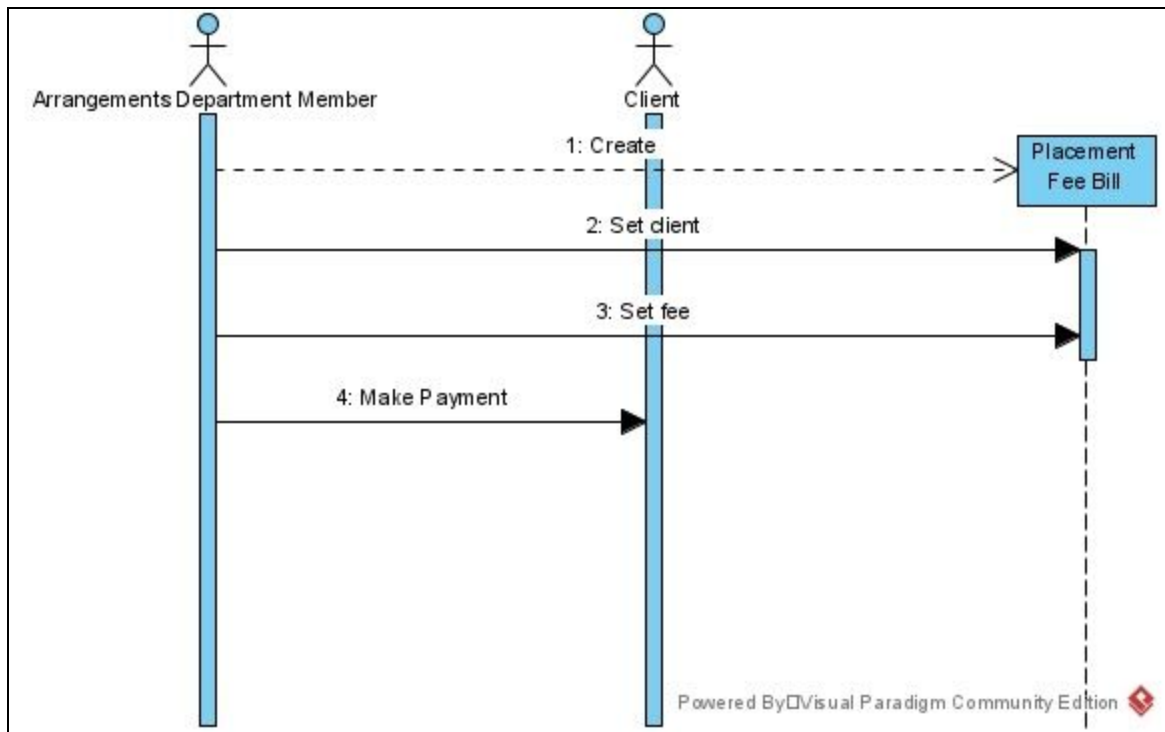 Arrangements Department Member
Client
1: Create
Placement
Fee Bill
2: Set client
3: Set fee
4: Make Payment
Powered By□Visual Paradigm Community Edition